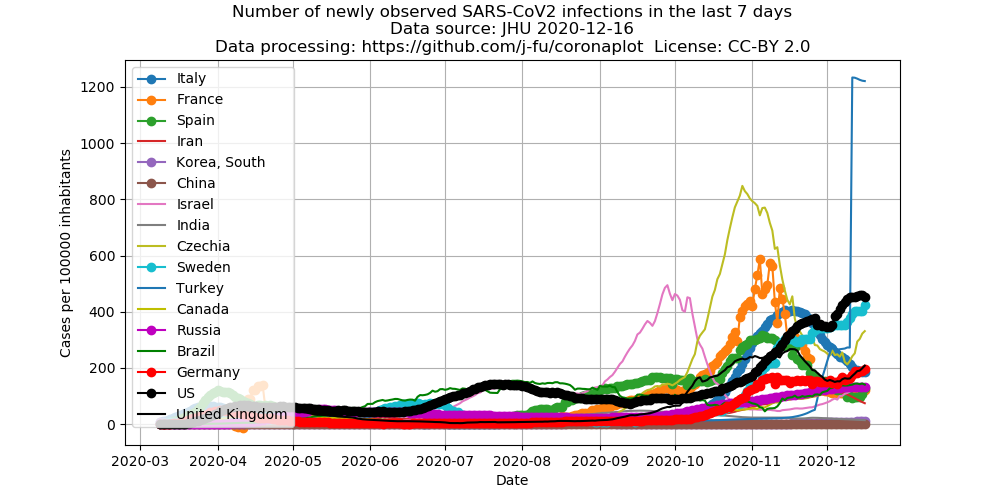 Number of newly observed SARS-CoV2 infections in the last 7 days
Data source: JHU 2020-12-16
Data processing: https://github.com/j-fu/coronaplot  License: CC-BY 2.0
Cases per 100000 inhabitants
1200
1000
800
600
400
200
0
Italy
France
Spain
Iran
Korea, South
China
Israel
India
Czechia
Sweden
Turkey
Canada
Russia
Brazil
Germany
US
United Kingdom
2020-03 2020-04 2020-05 2020-06 2020-07 2020-08 2020-09 2020-10 2020-11 2020-12
Date